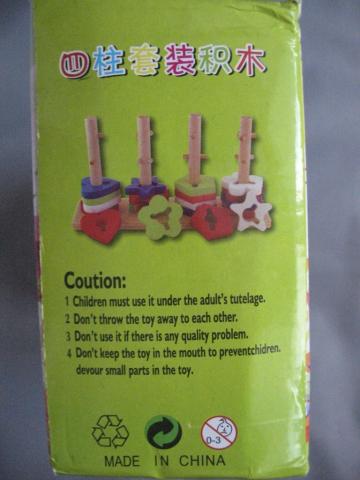 四柱套装积木
Coution:
1 Children must use it under the adult's tutelage.
2 Don't throw the toy away to each other.
3 Don't use it if there is any quality problem.
4 Don't keep the toy in the mouth to preventchidren.
devour small parts in the toy.
0-3
MADE IN CHINA